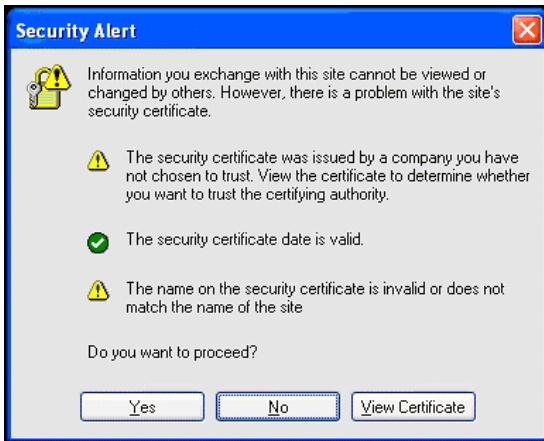 Security Alert
Information you exchange with this site cannot be viewed or
changed by others. However, there is a problem with the site's
security certificate.
The security certificate was issued by a company you have
not chosen to trust. View the certificate to determine whether
you want to trust the certifying authority.
The security certificate date is valid.
The name on the security certificate is invalid or does not
match the name of the site
Do you want to proceed?
Yes No View Certificate